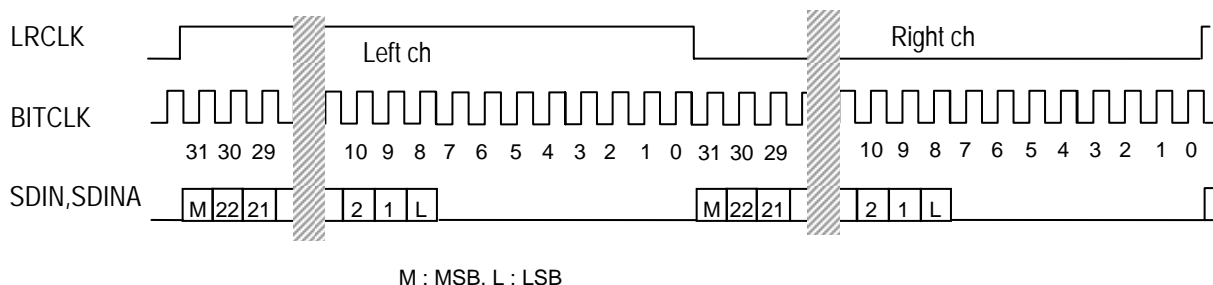 LRCLK
Left ch
Right ch
BITCLK
31 30 29 10 9 8 7 6 5 4 3 2 1 0 31 30 29 10 9 8 7 6 5 4 3 2 1 0
SDIN,SDINA
M 22 21 2 1 L M 22 21 2 1 L
M : MSB, L : LSB